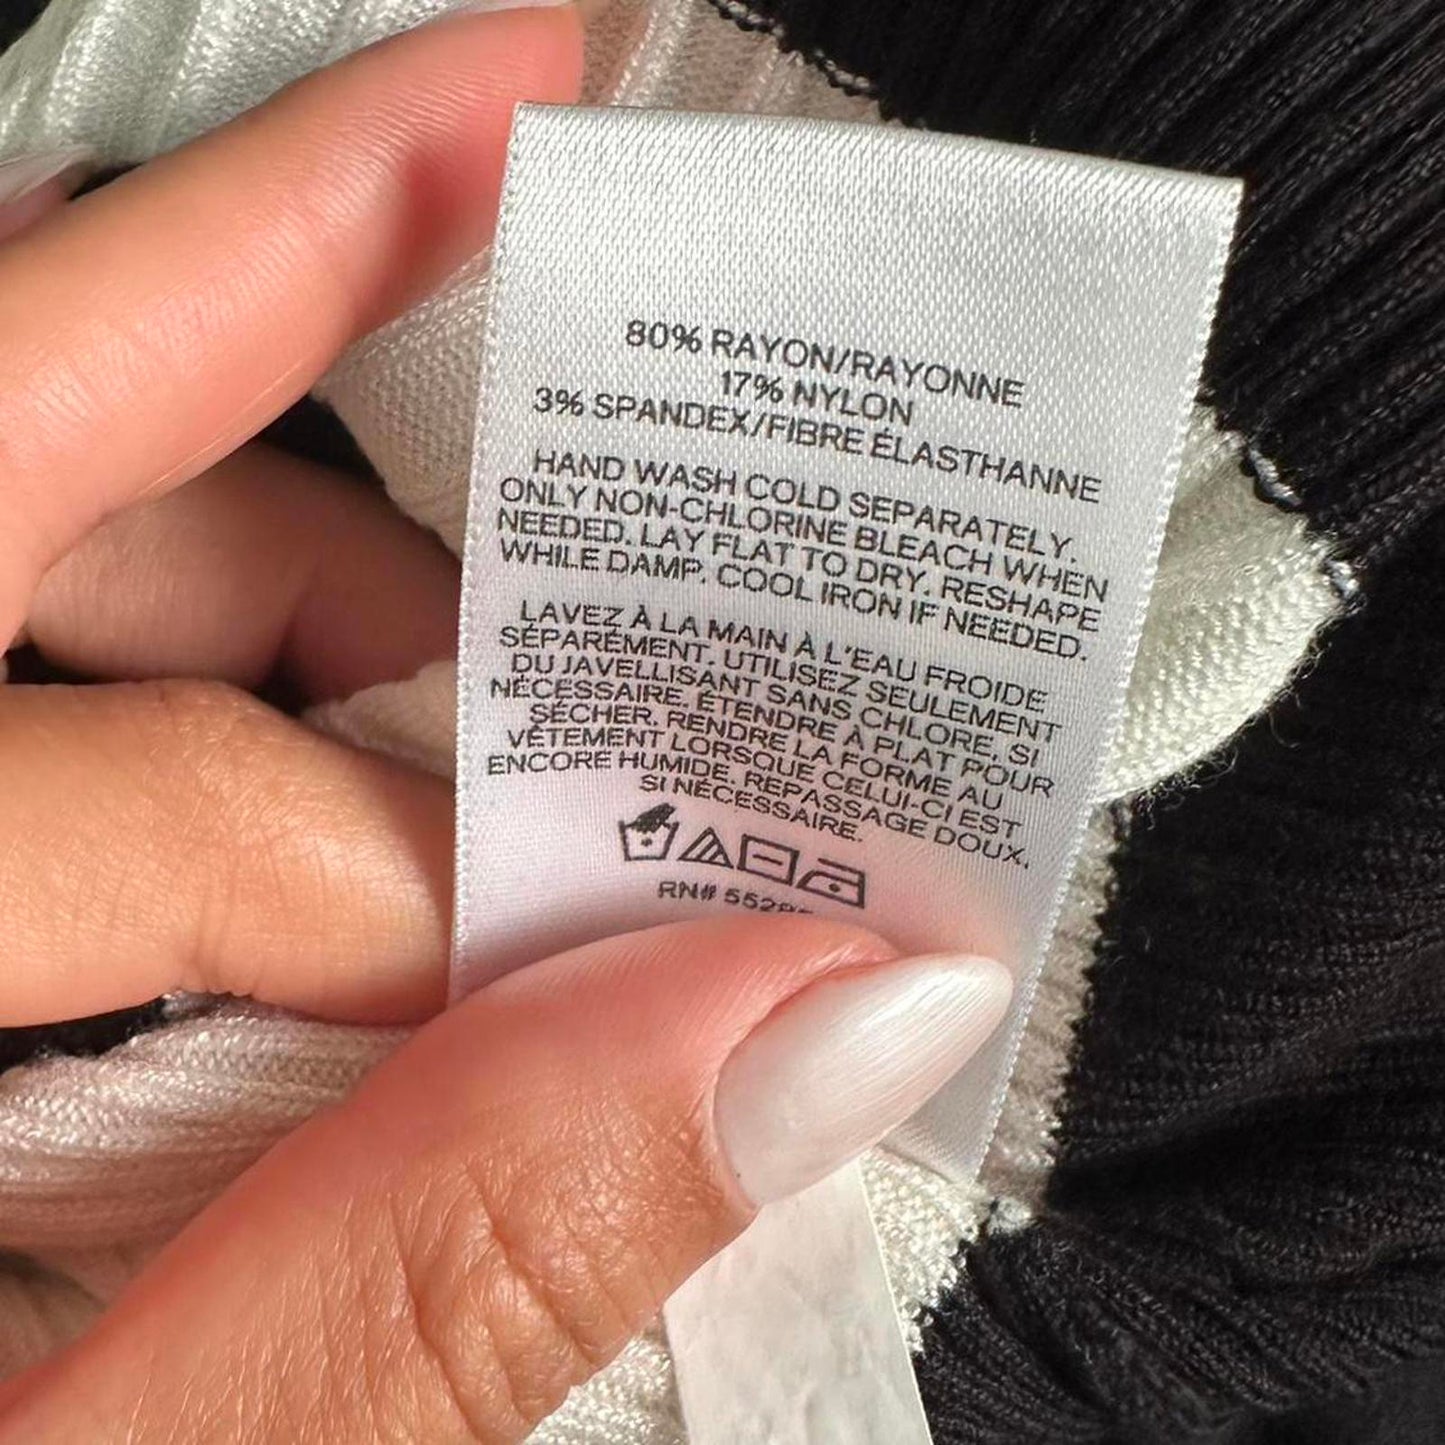 80% RAYON/RAYONNE
17% NYLON
3% SPANDEX/FIBRE ÉLASTHANNE
HAND WASH COLD SEPARATELY.
ONLY NON-CHLORINE BLEACH WHEN
NEEDED. LAY FLAT TO DRY. RESHAPE
WHILE DAMP. COOL IRON IF NEEDED.
LAVEZ À LA MAIN À L'EAU FROIDE
SÉPARÉMENT. UTILISEZ SEULEMENT
DU JAVELLISANT SANS CHLORE, SI
NÉCESSAIRE. ÉTENDRE À PLAT POUR
SÉCHER. RENDRE LA FORME AU
VÊTEMENT LORSQUE CELUI-CI EST
ENCORE HUMIDE. REPASSAGE DOUX,
SI NÉCESSAIRE.
RN#